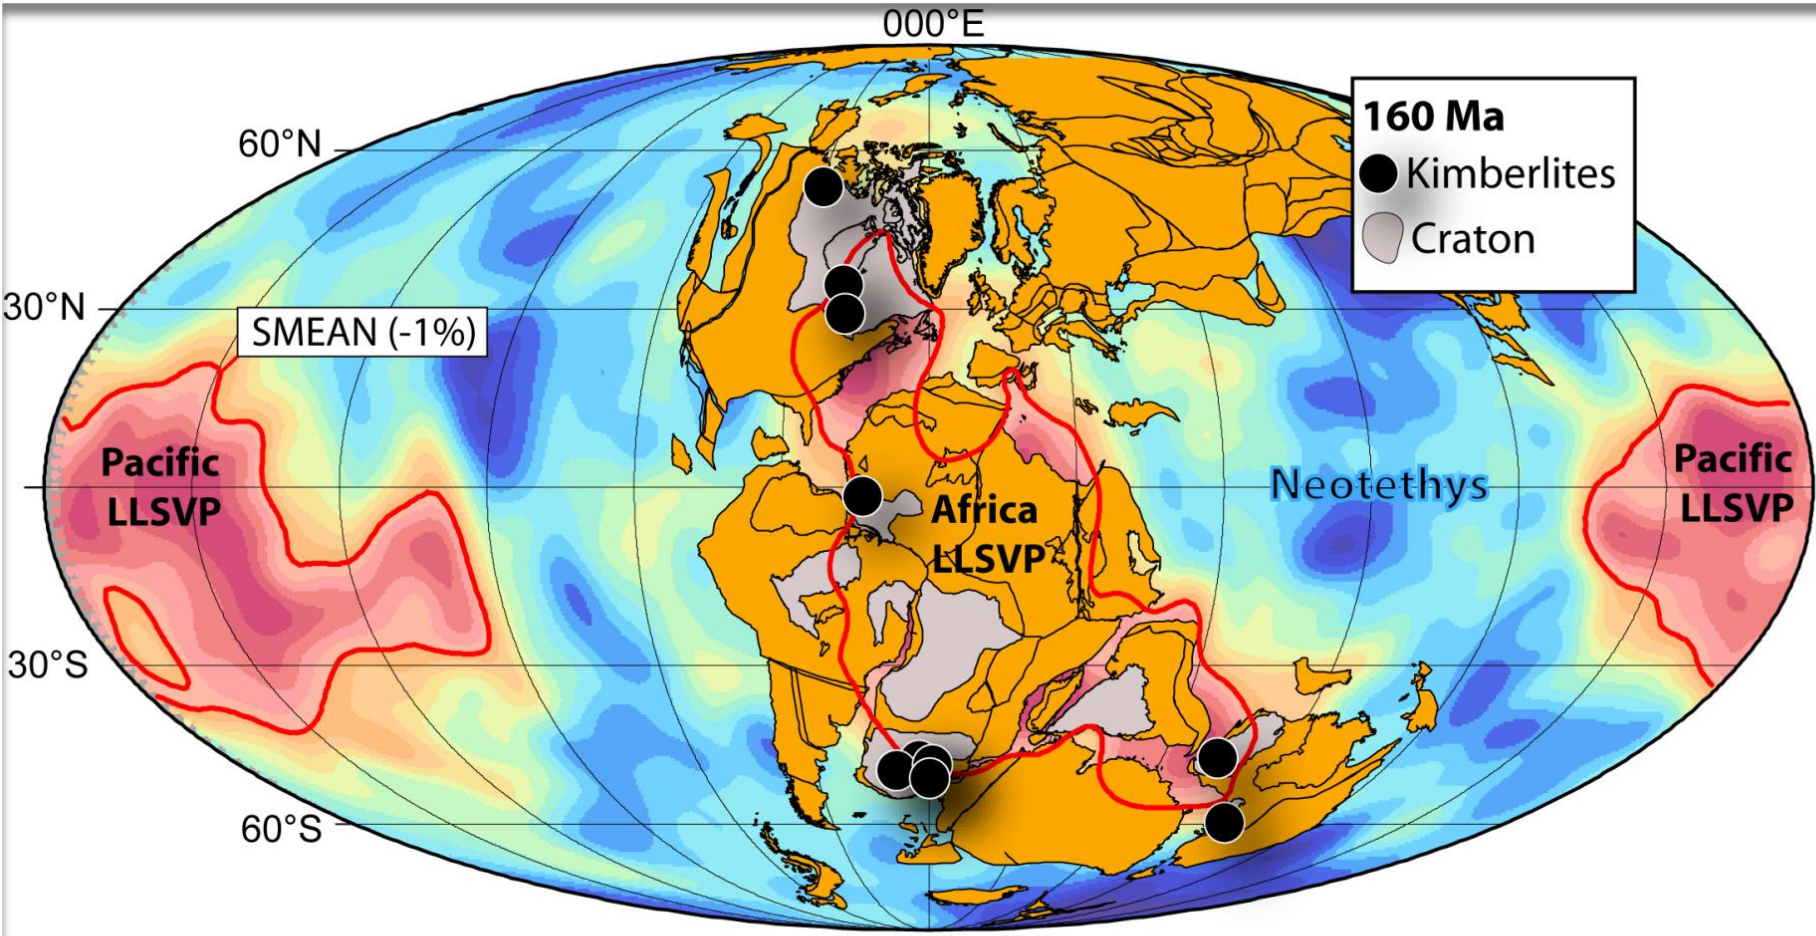 000°E
160 Ma
Kimberlites
Craton
60°N
30°N
SMEAN (-1%)
Pacific
LLSVP
Africa
LLSVP
Neotethys
Pacific
LLSVP
30°S
60°S